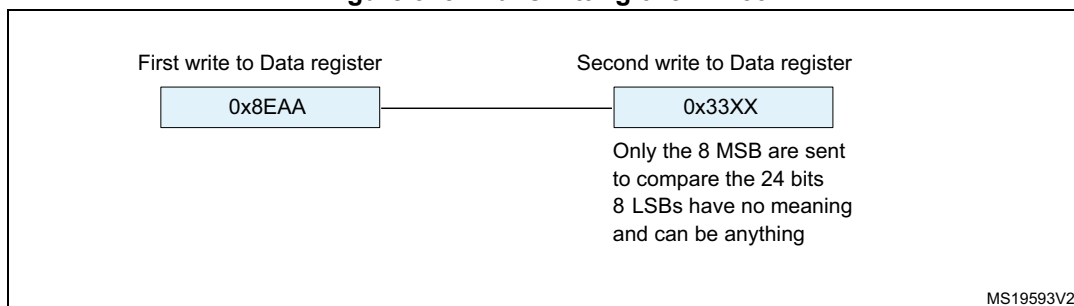 First write to Data register
Second write to Data register
0x8EAA
0x33XX
Only the 8 MSB are sent
to compare the 24 bits
8 LSBs have no meaning
and can be anything
MS19593V2